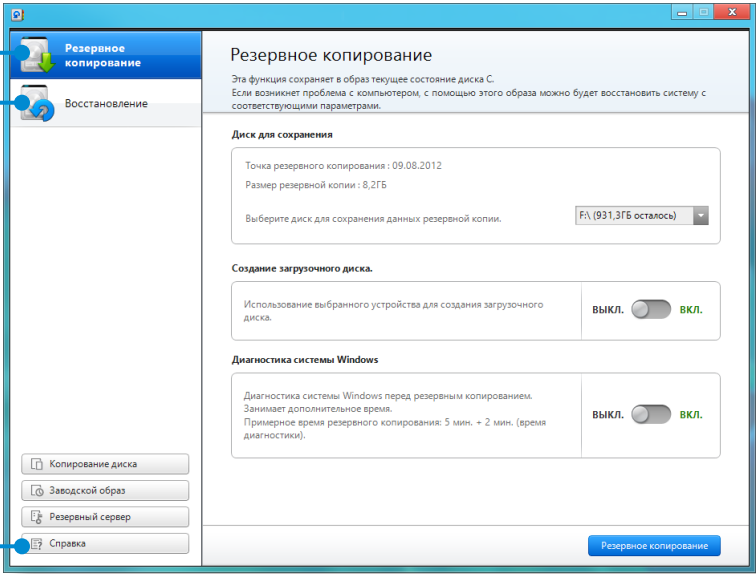 Резервное
копирование
Восстановление
Резервное копирование
Эта функция сохраняет в образ текущее состояние диска C.
Если возникнет проблема с компьютером, с помощью этого образа можно будет восстановить систему с
соответствующими параметрами.
Диск для сохранения
Точка резервного копирования : 09.08.2012
Размер резервной копии : 8,2ГБ
Выберите диск для сохранения данных резервной копии.
F:\ (931,3ГБ осталось)
Создание загрузочного диска.
Использование выбранного устройства для создания загрузочного
диска.
ВЫКЛ.
ВКЛ.
Диагностика системы Windows
Диагностика системы Windows перед резервным копированием.
Занимает дополнительное время.
Примерное время резервного копирования: 5 мин. + 2 мин. (время
диагностики).
ВЫКЛ.
ВКЛ.
Копирование диска
Заводской образ
Резервный сервер
Справка
Резервное копирование